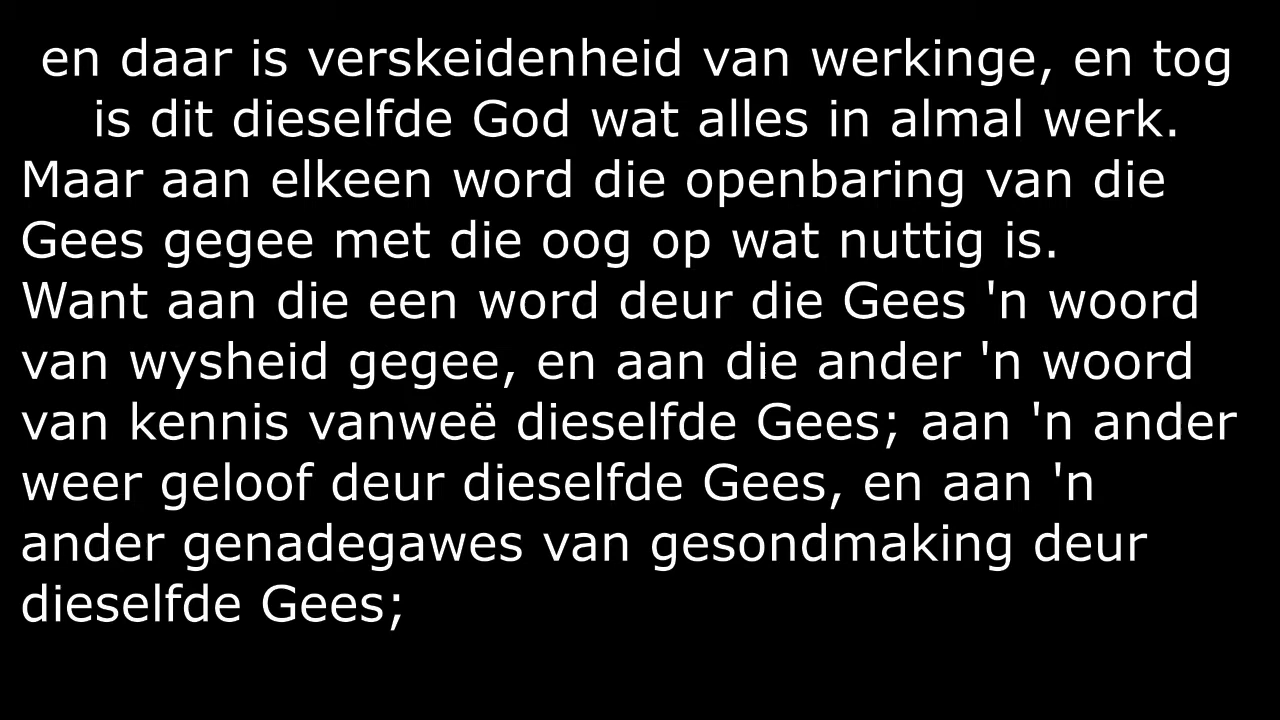 en daar is verskeidenheid van werkinge, en tog
is dit dieselfde God wat alles in almal werk.
Maar aan elkeen word die openbaring van die
Gees gegee met die oog op wat nuttig is.
Want aan die een word deur die Gees 'n woord
van wysheid gegee, en aan die ander 'n woord
van kennis vanweë dieselfde Gees; aan 'n ander
weer geloof deur dieselfde Gees, en aan 'n
ander genadegawes van gesondmaking deur
dieselfde Gees;